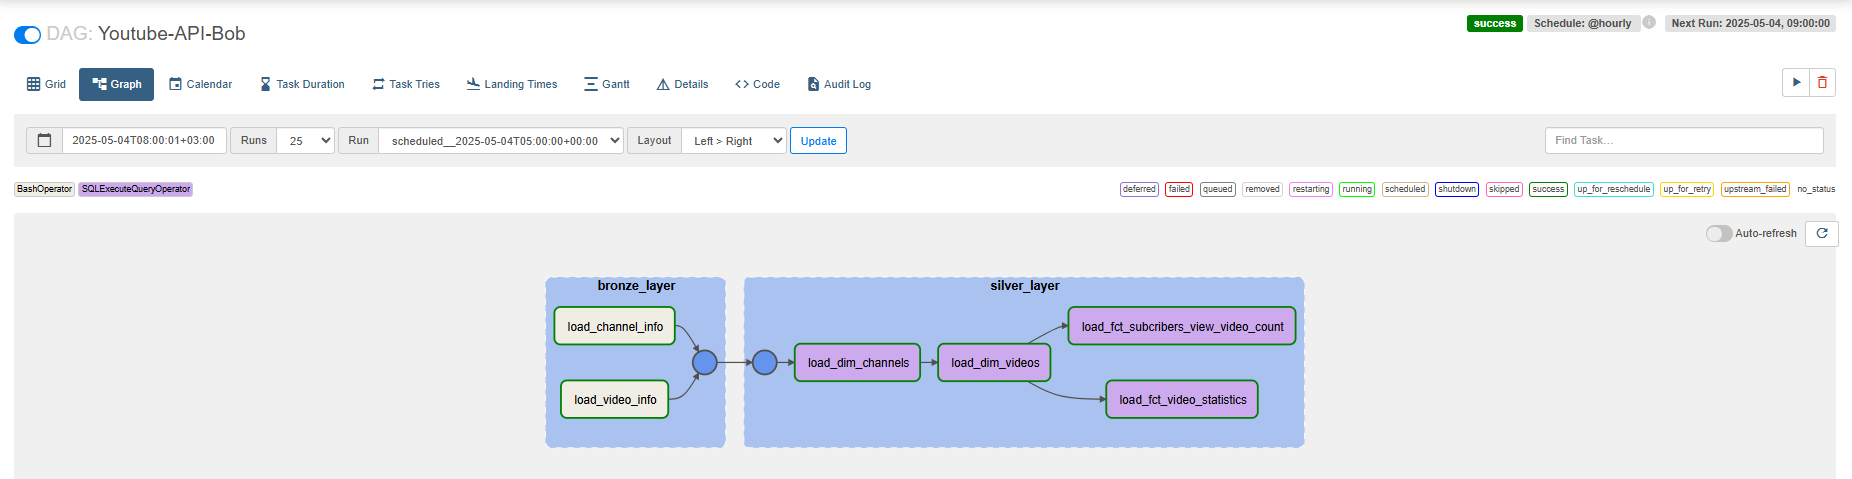 DAG: Youtube-API-Bob
success
Schedule: @hourly
Next Run: 2025-05-04, 09:00:00
Grid
Graph
Calendar
Task Duration
Task Tries
Landing Times
Gantt
Details
Code
Audit Log
2025-05-04T08:00:01+03:00
Runs
25
Run
scheduled__2025-05-04T05:00:00+00:00
Layout
Left > Right
Update
Find Task...
BashOperator
SQLExecuteQueryOperator
deferred
failed
queued
removed
restarting
running
scheduled
shutdown
skipped
success
up_for_reschedule
up_for_retry
upstream_failed
no_status
Auto-refresh
bronze_layer
load_channel_info
load_video_info
silver_layer
load_dim_channels
load_dim_videos
load_fct_subcribers_view_video_count
load_fct_video_statistics